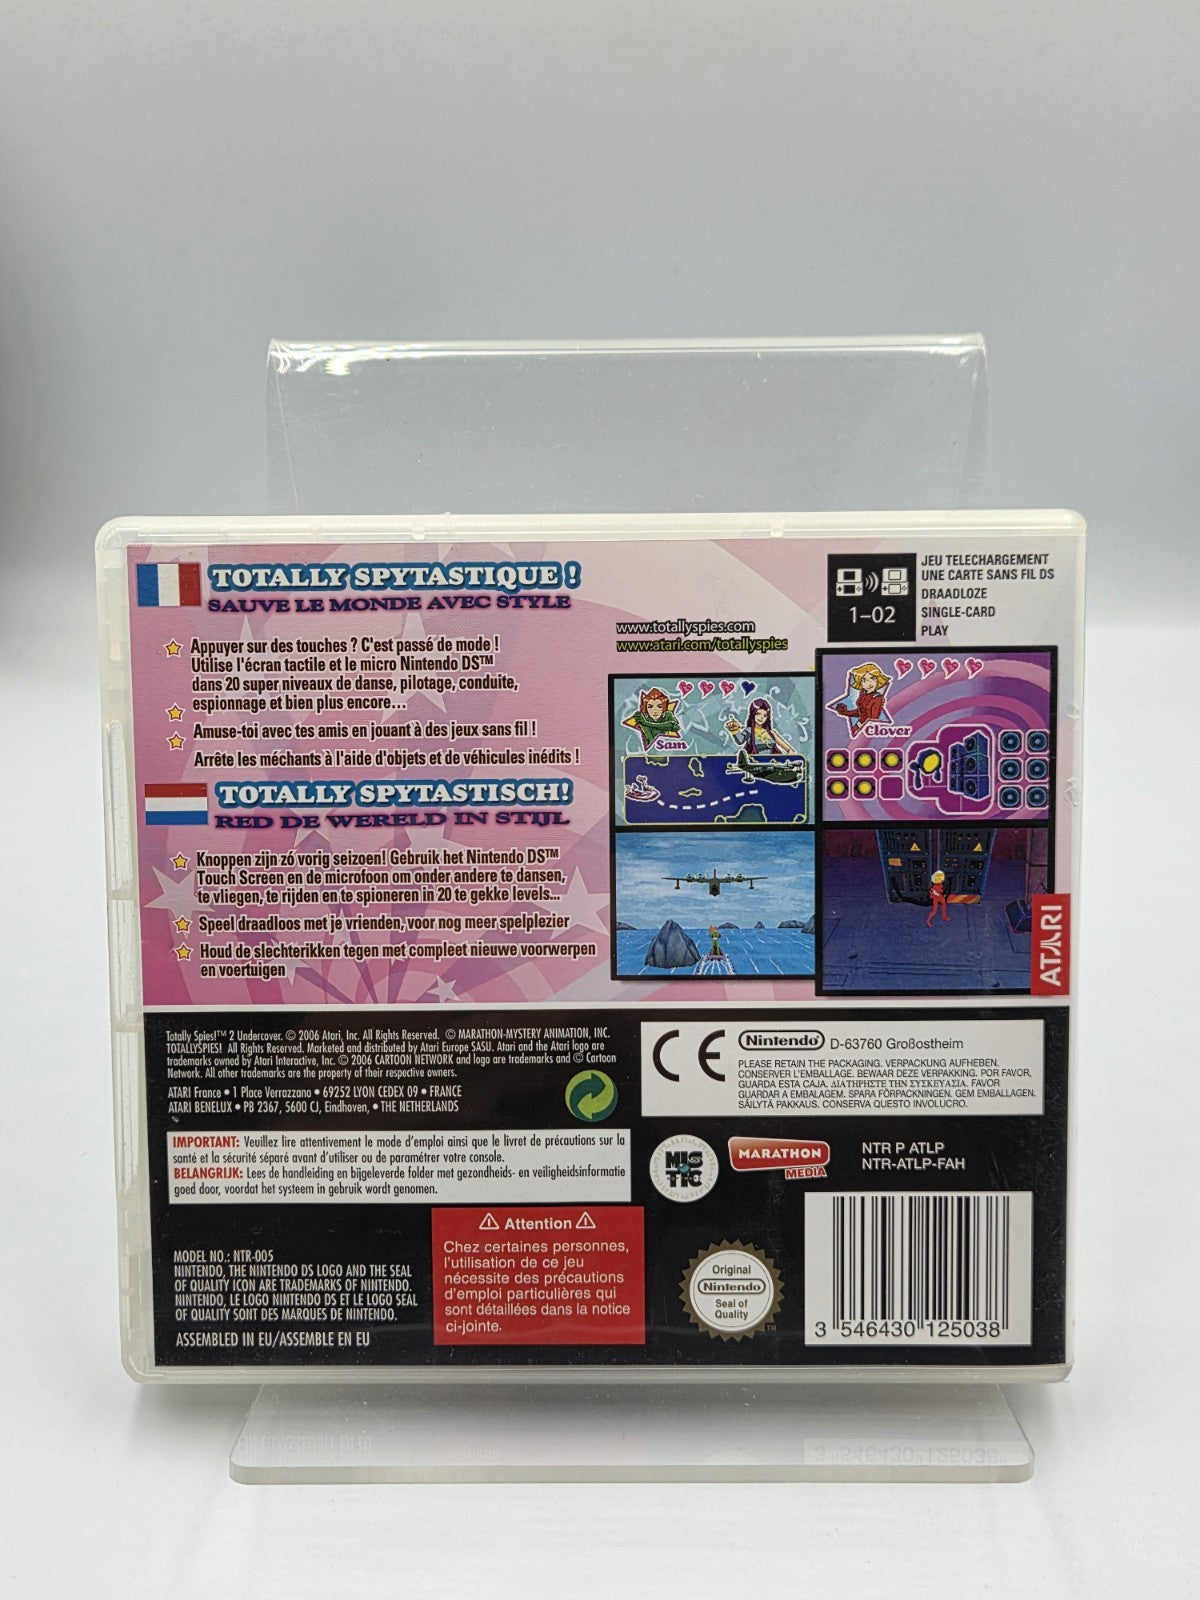 TOTALLY SPYTASTIQUE !
SAUVE LE MONDE AVEC STYLE
Appuyer sur des touches ? C'est passé de mode !
Utilise l'écran tactile et le micro Nintendo DS™
dans 20 super niveaux de danse, pilotage, conduite,
espionnage et bien plus encore…
Amuse-toi avec tes amis en jouant à des jeux sans fil !
Arrête les méchants à l'aide d'objets et de véhicules inédits !
TOTALLY SPYTASTISCH!
RED DE WERELD IN STIJL
Knoppen zijn zó vorig seizoen! Gebruik het Nintendo DS™
Touch Screen en de microfoon om onder andere te dansen,
te vliegen, te rijden en te spioneren in 20 te gekke levels...
Speel draadloos met je vrienden, voor nog meer spelplezier
Houd de slechterikken tegen met compleet nieuwe voorwerpen
en voertuigen
1-02
JEU TELECHARGEMENT
UNE CARTE SANS FIL DS
DRAADLOZE
SINGLE-CARD
PLAY
www.totallyspies.com
www.atari.com/totallyspies
Sam
Clover
ATARI
Totally Spies!™ 2 Undercover. © 2006 Atari, Inc. All Rights Reserved. © MARATHON-MYSTERY ANIMATION, INC.
TOTALLYSPIES! All Rights Reserved. Marketed and distributed by Atari Europe SASU. Atari and the Atari logo are
trademarks owned by Atari Interactive, Inc. © 2006 CARTOON NETWORK and logo are trademarks and © Cartoon
Network. All other trademarks are the property of their respective owners.
ATARI France • 1 Place Verrazzano • 69252 LYON CEDEX 09 • FRANCE
ATARI BENELUX • PB 2367, 5600 CJ, Eindhoven, • THE NETHERLANDS
CE
Nintendo D-63760 Großostheim
PLEASE RETAIN THE PACKAGING. VERPACKUNG AUFHEBEN.
CONSERVER L'EMBALLAGE. BEWAAR DEZE VERPAKKING. POR FAVOR,
GUARDA ESTA CAJA. ΔΙΑΤΗΡΗΣΤΕ ΤΗΝ ΣΥΣΚΕΥΑΣΙΑ. FAVOR
GUARDAR A EMBALAGEM. SPARA FÖRPACKNINGEN. GEM EMBALLAGEN.
SÄILYTÄ PAKKAUS. CONSERVA QUESTO INVOLUCRO.
IMPORTANT: Veuillez lire attentivement le mode d'emploi ainsi que le livret de précautions sur la
santé et la sécurité séparé avant d'utiliser ou de paramétrer votre console.
BELANGRIJK: Lees de handleiding en bijgeleverde folder met gezondheids- en veiligheidsinformatie
goed door, voordat het systeem in gebruik wordt genomen.
MIS
TIC
MARATHON
MEDIA
NTR P ATLP
NTR-ATLP-FAH
MODEL NO.: NTR-005
NINTENDO, THE NINTENDO DS LOGO AND THE SEAL
OF QUALITY ICON ARE TRADEMARKS OF NINTENDO.
NINTENDO, LE LOGO NINTENDO DS ET LE LOGO SEAL
OF QUALITY SONT DES MARQUES DE NINTENDO.
ASSEMBLED IN EU/ASSEMBLE EN EU
⚠ Attention ⚠
Chez certaines personnes,
l'utilisation de ce jeu
nécessite des précautions
d'emploi particulières qui
sont détaillées dans la notice
ci-jointe.
Original
Nintendo
Seal of
Quality
TM
3 546430 125038